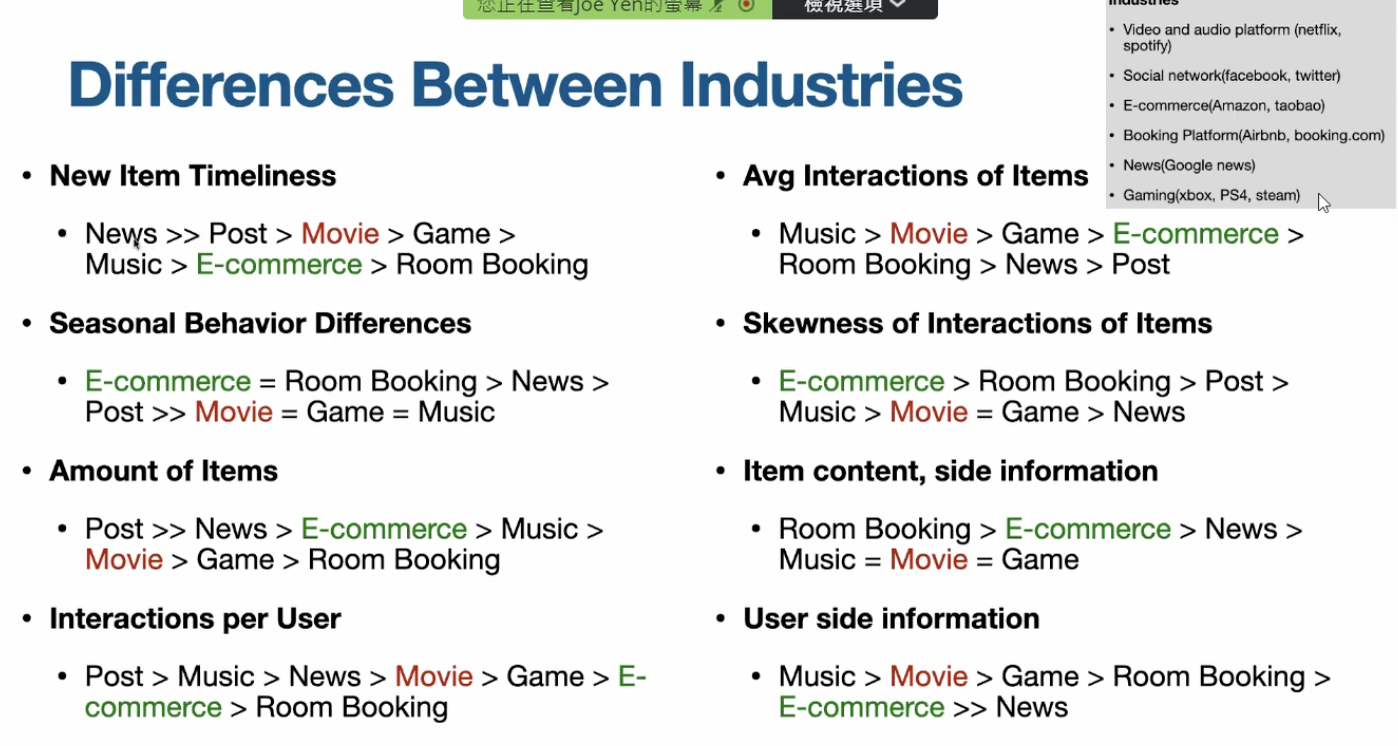 您正在查看Joe Yen的螢幕
檢視選項
Differences Between Industries
Industries
• Video and audio platform (netflix,
spotify)
• Social network(facebook, twitter)
• E-commerce(Amazon, taobao)
• Booking Platform(Airbnb, booking.com)
• News(Google news)
• Gaming(xbox, PS4, steam)
• New Item Timeliness
• News >> Post > Movie > Game >
Music > E-commerce > Room Booking
• Seasonal Behavior Differences
• E-commerce = Room Booking > News >
Post >> Movie = Game = Music
• Amount of Items
• Post >> News > E-commerce > Music >
Movie > Game > Room Booking
• Interactions per User
• Post > Music > News > Movie > Game > E-
commerce > Room Booking
• Avg Interactions of Items
• Music > Movie > Game > E-commerce >
Room Booking > News > Post
• Skewness of Interactions of Items
• E-commerce > Room Booking > Post >
Music > Movie = Game > News
• Item content, side information
• Room Booking > E-commerce > News >
Music = Movie = Game
• User side information
• Music > Movie > Game > Room Booking >
E-commerce >> News